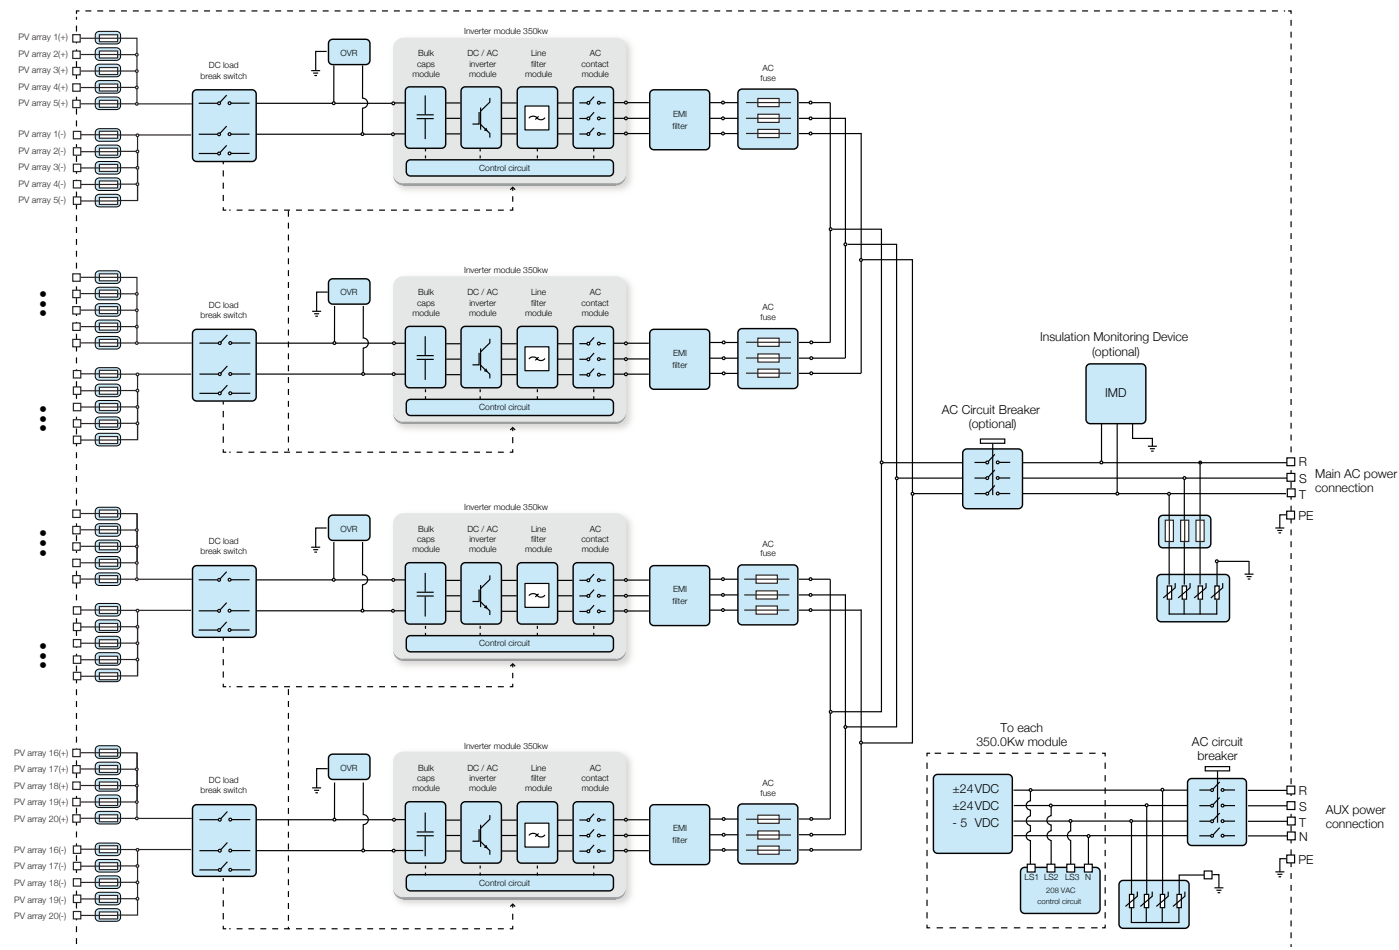 PV array 1(+)
PV array 2(+)
PV array 3(+)
PV array 4(+)
PV array 5(+)
PV array 1(-)
PV array 2(-)
PV array 3(-)
PV array 4(-)
PV array 5(-)
DC load
break switch
OVR
Inverter module 350kw
Bulk
caps
module
DC / AC
inverter
module
Line
filter
module
AC
contact
module
Control circuit
EMI
filter
AC
fuse
DC load
break switch
OVR
Inverter module 350kw
Bulk
caps
module
DC / AC
inverter
module
Line
filter
module
AC
contact
module
Control circuit
EMI
filter
AC
fuse
Insulation Monitoring Device
(optional)
IMD
AC Circuit Breaker
(optional)
R
S
T
Main AC power
connection
PE
DC load
break switch
OVR
Inverter module 350kw
Bulk
caps
module
DC / AC
inverter
module
Line
filter
module
AC
contact
module
Control circuit
EMI
filter
AC
fuse
PV array 16(+)
PV array 17(+)
PV array 18(+)
PV array 19(+)
PV array 20(+)
PV array 16(-)
PV array 17(-)
PV array 18(-)
PV array 19(-)
PV array 20(-)
DC load
break switch
OVR
Inverter module 350kw
Bulk
caps
module
DC / AC
inverter
module
Line
filter
module
AC
contact
module
Control circuit
EMI
filter
AC
fuse
To each
350.0Kw module
±24VDC
±24VDC
- 5 VDC
LS1 LS2 LS3 N
208 VAC
control circuit
AC circuit
breaker
R
S
T
N
AUX power
connection
PE